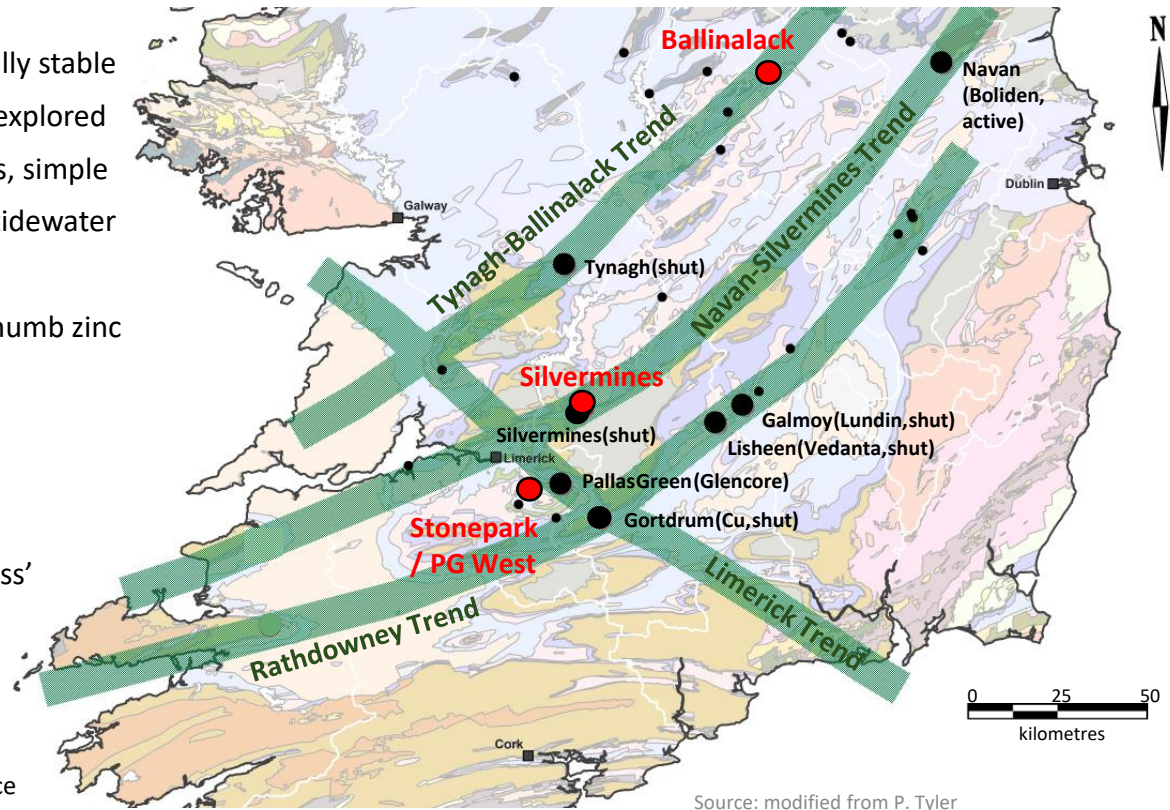 lly stable
explored
s, simple
tidewater
numb zinc
ss'
ce
Ballinalack
N
Navan
(Boliden,
active)
Dublin
Galway
Tynagh-Ballinalack Trend
Navan-Silvermines Trend
Tynagh(shut)
Silvermines
Silvermines(shut)
Galmoy(Lundin,shut)
Lisheen(Vedanta,shut)
Limerick
PallasGreen(Glencore)
Stonepark
/ PG West
Gortdrum(Cu,shut)
Limerick Trend
Rathdowney Trend
0 25 50
kilometres
Cork
Source: modified from P. Tyler